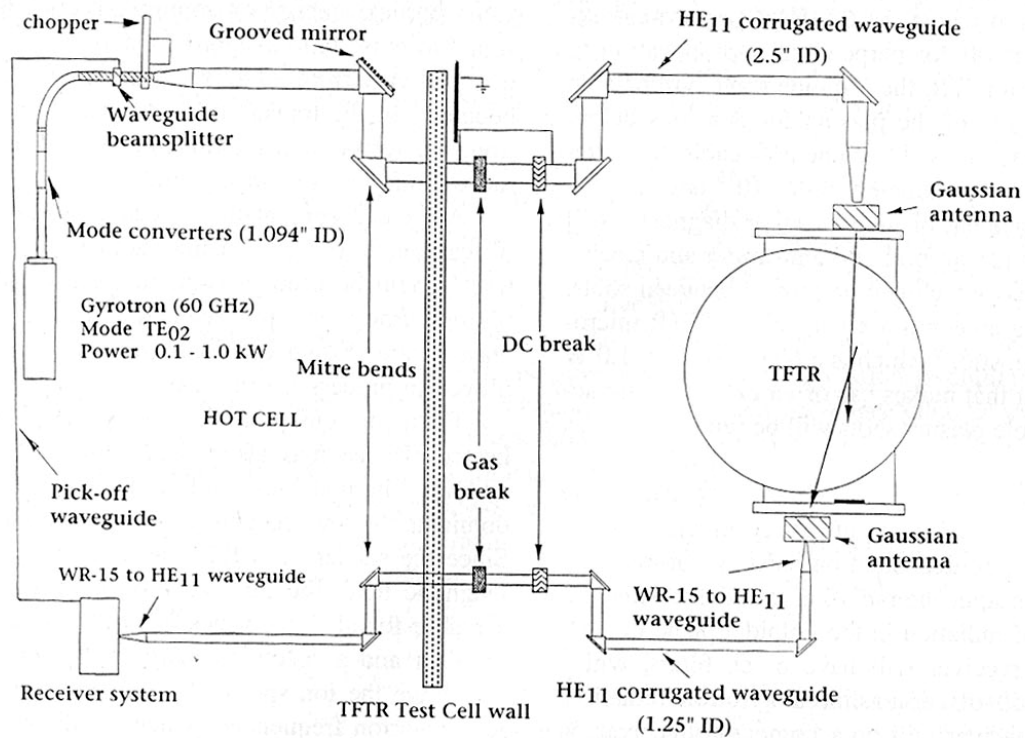 chopper
Grooved mirror
HE11 corrugated waveguide
(2.5" ID)
Waveguide
beamsplitter
Gaussian
antenna
Mode converters (1.094" ID)
Gyrotron (60 GHz)
Mode TE02
Power 0.1 - 1.0 kW
Mitre bends
DC break
TFTR
HOT CELL
Gas
break
Pick-off
waveguide
Gaussian
antenna
WR-15 to HE11 waveguide
WR-15 to HE11
waveguide
Receiver system
TFTR Test Cell wall
HE11 corrugated waveguide
(1.25" ID)